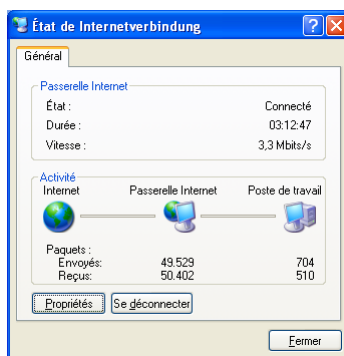 État de Internetverbindung
Général
Passerelle Internet
État : Connecté
Durée : 03:12:47
Vitesse : 3,3 Mbits/s
Activité
Internet Passerelle Internet Poste de travail
Paquets :
Envoyés: 49.529 704
Reçus: 50.402 510
Propriétés Se déconnecter
Fermer